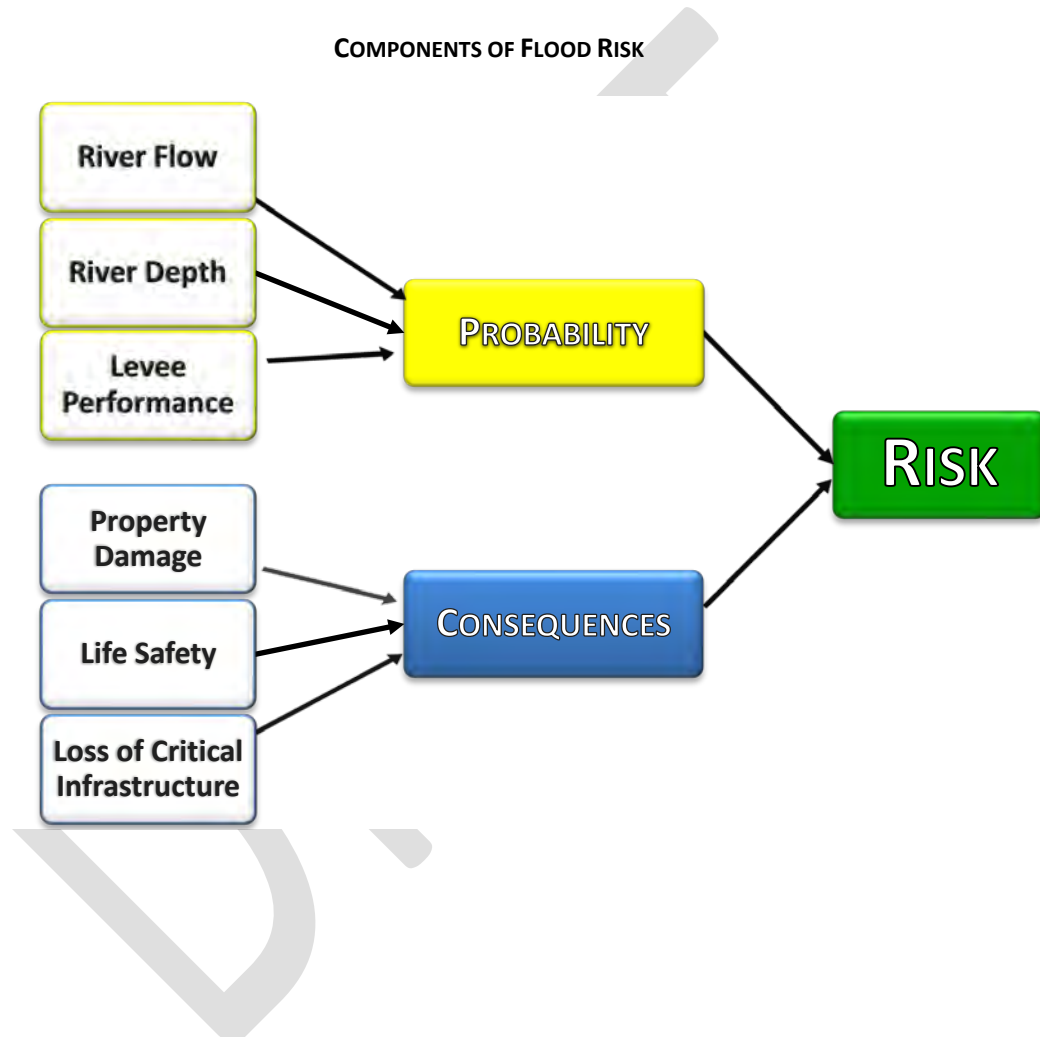 COMPONENTS OF FLOOD RISK
River Flow
River Depth
Levee
Performance
PROBABILITY
RISK
Property
Damage
Life Safety
CONSEQUENCES
Loss of Critical
Infrastructure